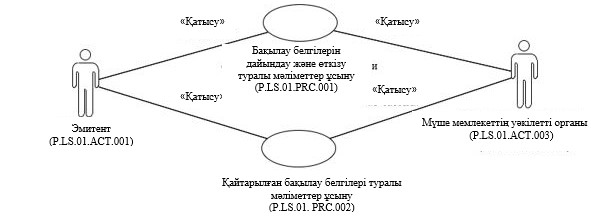 «Қатысу» «Қатысу»
Бақылау белгілерін
дайындау және өткізу
туралы мәліметтер ұсыну
(P.LS.01.PRC.001)
и
«Қатысу» «Қатысу»
Эмитент
(P.LS.01.ACT.001)
Мүше мемлекеттің уәкілетті органы
(P.LS.01.ACT.003)
Қайтарылған бақылау белгілері туралы
мәліметтер ұсыну
(P.LS.01. PRC.002)